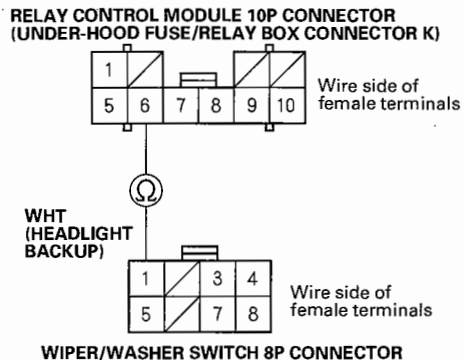 RELAY CONTROL MODULE 10P CONNECTOR
(UNDER-HOOD FUSE/RELAY BOX CONNECTOR K)
1
5 6 7 8 9 10
Wire side of
female terminals
Ω
WHT
(HEADLIGHT
BACKUP)
1 3 4
5 7 8
Wire side of
female terminals
WIPER/WASHER SWITCH 8P CONNECTOR